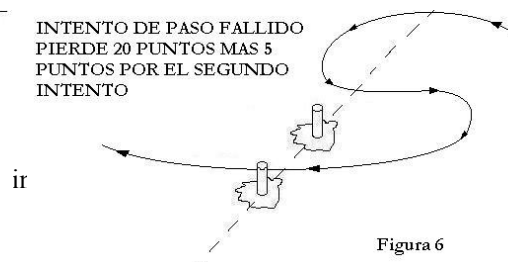 INTENTO DE PASO FALLIDO
PIERDE 20 PUNTOS MAS 5
PUNTOS POR EL SEGUNDO
INTENTO
ir
Figura 6